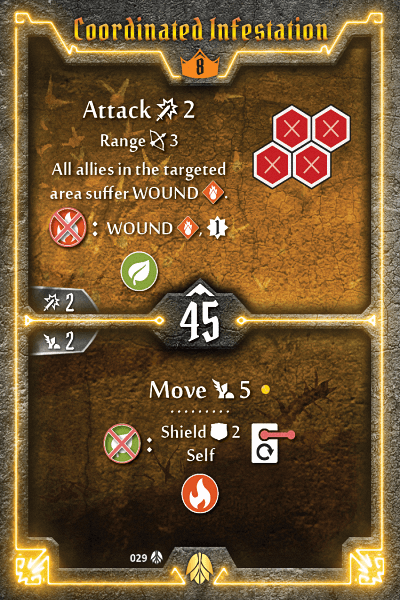 Coordinated Infestation
8
Attack 2
Range 3
All allies in the targeted
area suffer WOUND .
: WOUND , 1
2
45
2
Move 5
: Shield 2
Self
029